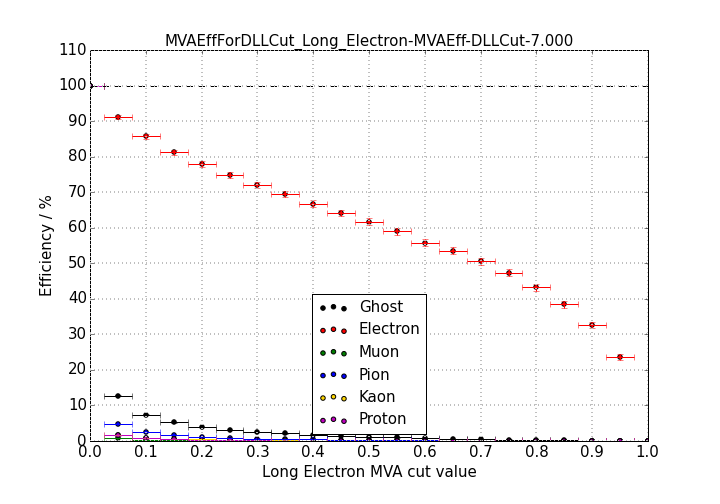 MVAEffForDLLCut_Long_Electron-MVAEff-DLLCut-7.000
110
100
90
80
70
60
50
40
30
20
10
0
Efficiency / %
Ghost
Electron
Muon
Pion
Kaon
Proton
0.0 0.1 0.2 0.3 0.4 0.5 0.6 0.7 0.8 0.9 1.0
Long Electron MVA cut value